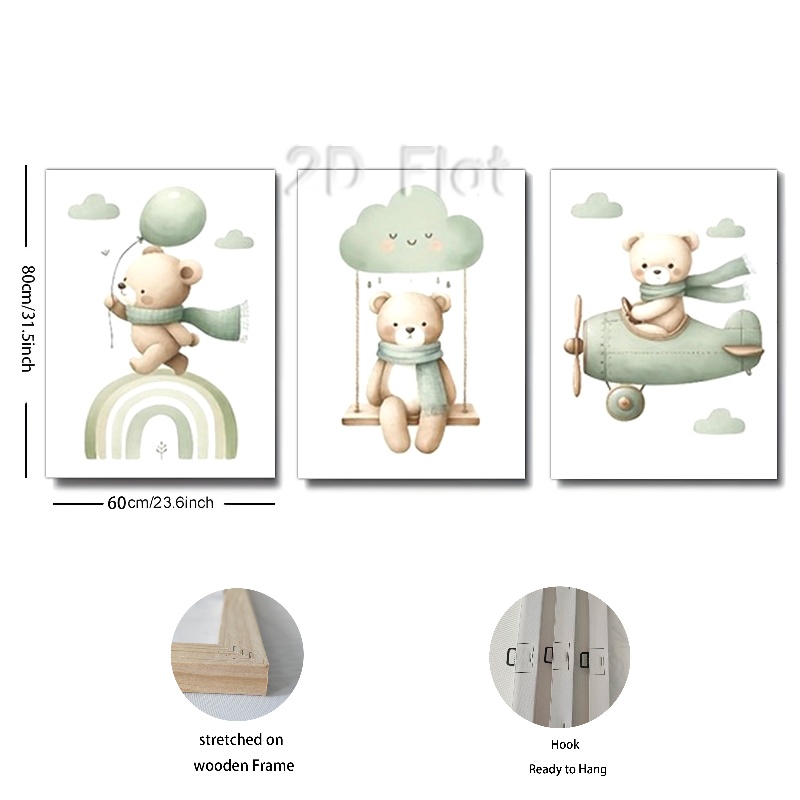 2D Flat
80cm/31.5inch
60cm/23.6inch
stretched on
wooden Frame
Hook
Ready to Hang